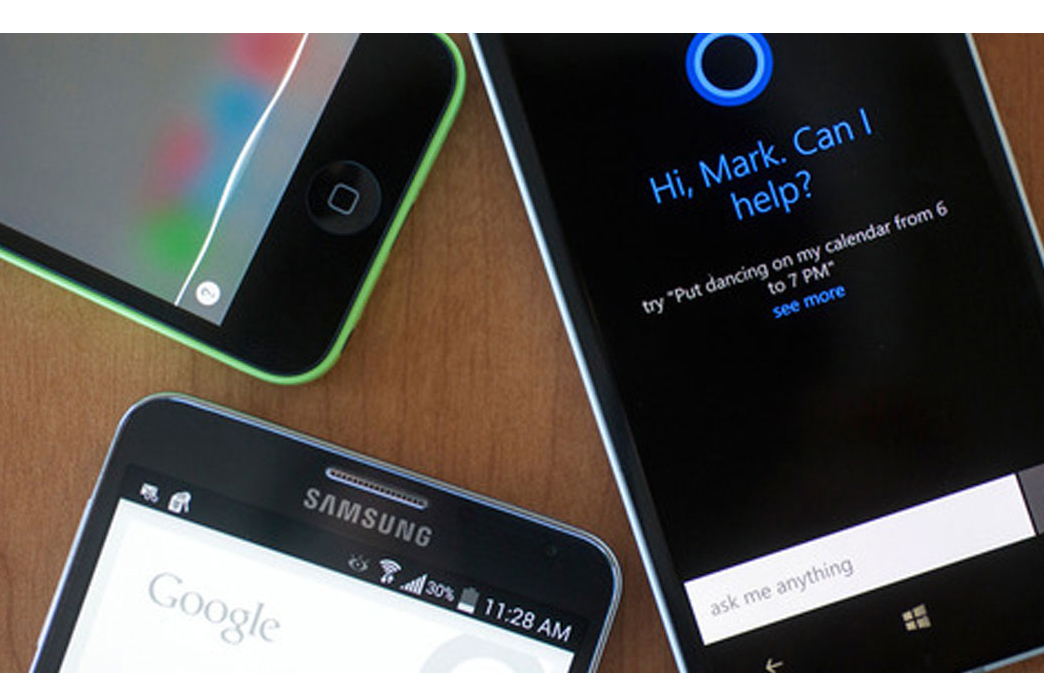 Hi, Mark. Can I
help?
try "Put dancing on my calendar from 6
to 7 PM"
see more
ask me anything
?
SAMSUNG
30% 11:28 AM
Google